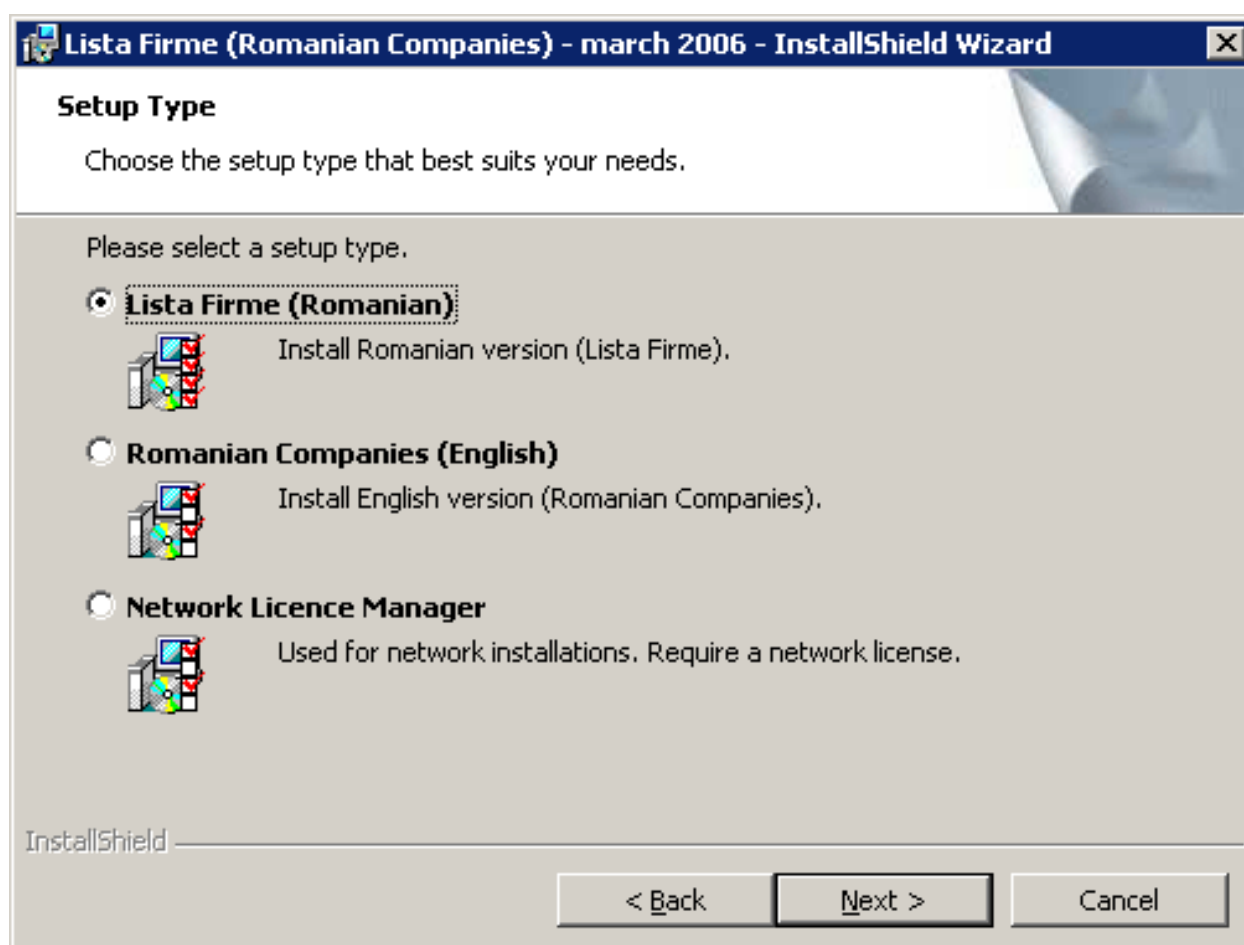 Lista Firme (Romanian Companies) - march 2006 - InstallShield Wizard
Setup Type
Choose the setup type that best suits your needs.
Please select a setup type.
Lista Firme (Romanian)
Install Romanian version (Lista Firme).
Romanian Companies (English)
Install English version (Romanian Companies).
Network Licence Manager
Used for network installations. Require a network license.
InstallShield
< Back
Next >
Cancel